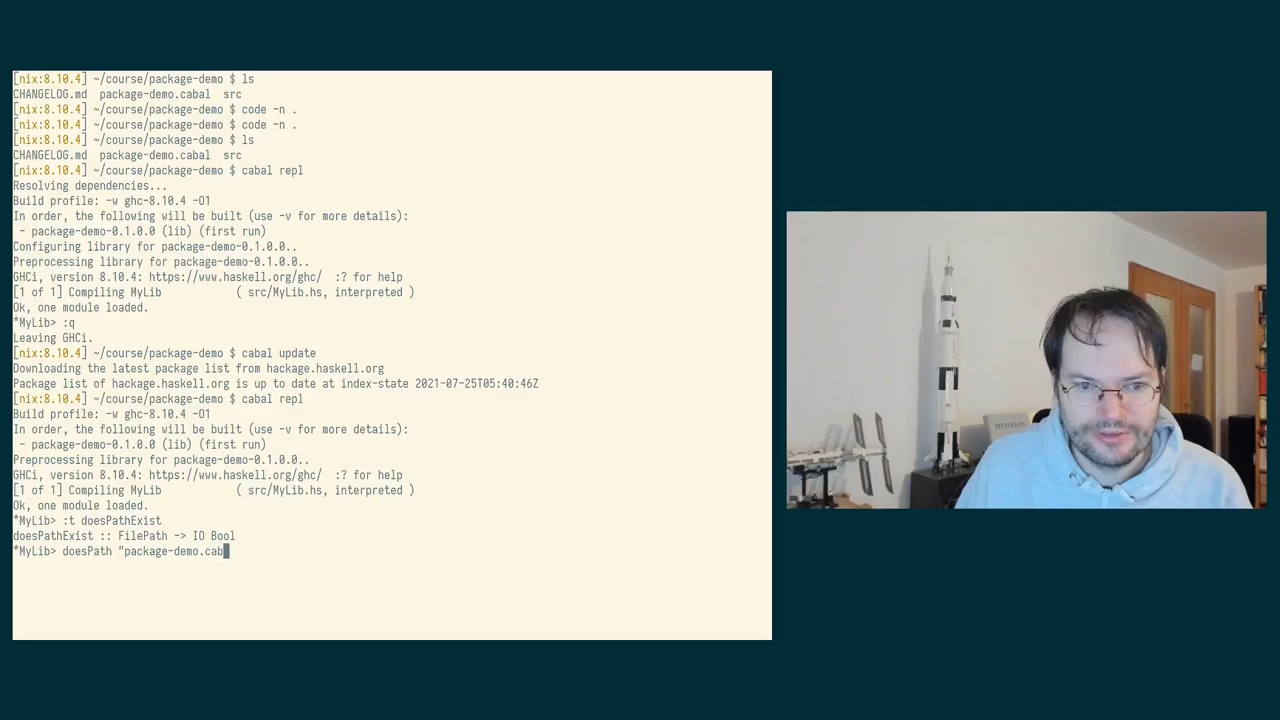 [nix:8.10.4] ~/course/package-demo $ ls
CHANGELOG.md  package-demo.cabal  src
[nix:8.10.4] ~/course/package-demo $ code -n .
[nix:8.10.4] ~/course/package-demo $ code -n .
[nix:8.10.4] ~/course/package-demo $ ls
CHANGELOG.md  package-demo.cabal  src
[nix:8.10.4] ~/course/package-demo $ cabal repl
Resolving dependencies...
Build profile: -w ghc-8.10.4 -O1
In order, the following will be built (use -v for more details):
 - package-demo-0.1.0.0 (lib) (first run)
Configuring library for package-demo-0.1.0.0..
Preprocessing library for package-demo-0.1.0.0..
GHCi, version 8.10.4: https://www.haskell.org/ghc/  :? for help
[1 of 1] Compiling MyLib            ( src/MyLib.hs, interpreted )
Ok, one module loaded.
*MyLib> :q
Leaving GHCi.
[nix:8.10.4] ~/course/package-demo $ cabal update
Downloading the latest package list from hackage.haskell.org
Package list of hackage.haskell.org is up to date at index-state 2021-07-25T05:40:46Z
[nix:8.10.4] ~/course/package-demo $ cabal repl
Build profile: -w ghc-8.10.4 -O1
In order, the following will be built (use -v for more details):
 - package-demo-0.1.0.0 (lib) (first run)
Preprocessing library for package-demo-0.1.0.0..
GHCi, version 8.10.4: https://www.haskell.org/ghc/  :? for help
[1 of 1] Compiling MyLib            ( src/MyLib.hs, interpreted )
Ok, one module loaded.
*MyLib> :t doesPathExist
doesPathExist :: FilePath -> IO Bool
*MyLib> doesPath "package-demo.cab